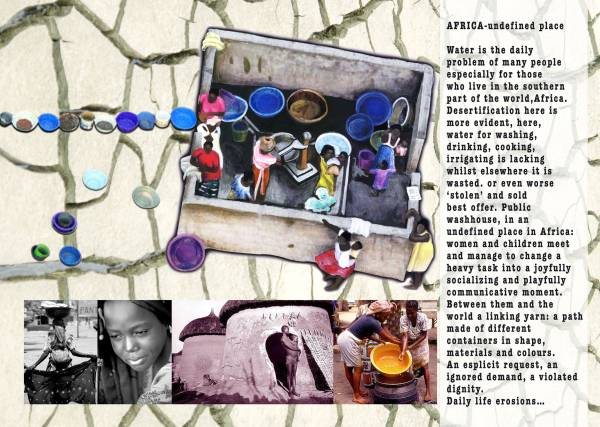 AFRICA-undefined place
Water is the daily
problem of many people
especially for those
who live in the southern
part of the world,Africa.
Desertification here is
more evident, here,
water for washing,
drinking, cooking,
irrigating is lacking
whilst elsewhere it is
wasted. or even worse
‘stolen’ and sold
best offer. Public
washhouse, in an
undefined place in Africa:
women and children meet
and manage to change a
heavy task into a joyfully
socializing and playfully
communicative moment.
Between them and the
world a linking yarn: a path
made of different
containers in shape,
materials and colours.
An esplicit request, an
ignored demand, a violated
dignity.
Daily life erosions...